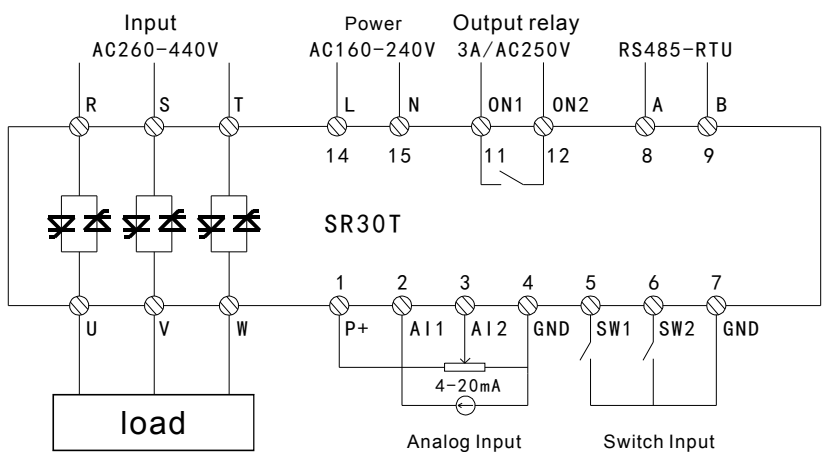 Input Power Output relay
AC260-440V AC160-240V 3A/AC250V RS485-RTU
R S T L N ON1 ON2 A B
14 15 11 12 8 9
SR30T
1 2 3 4 5 6 7
U V W P+ AI1 AI2 GND SW1 SW2 GND
4-20mA
load
Analog Input Switch Input